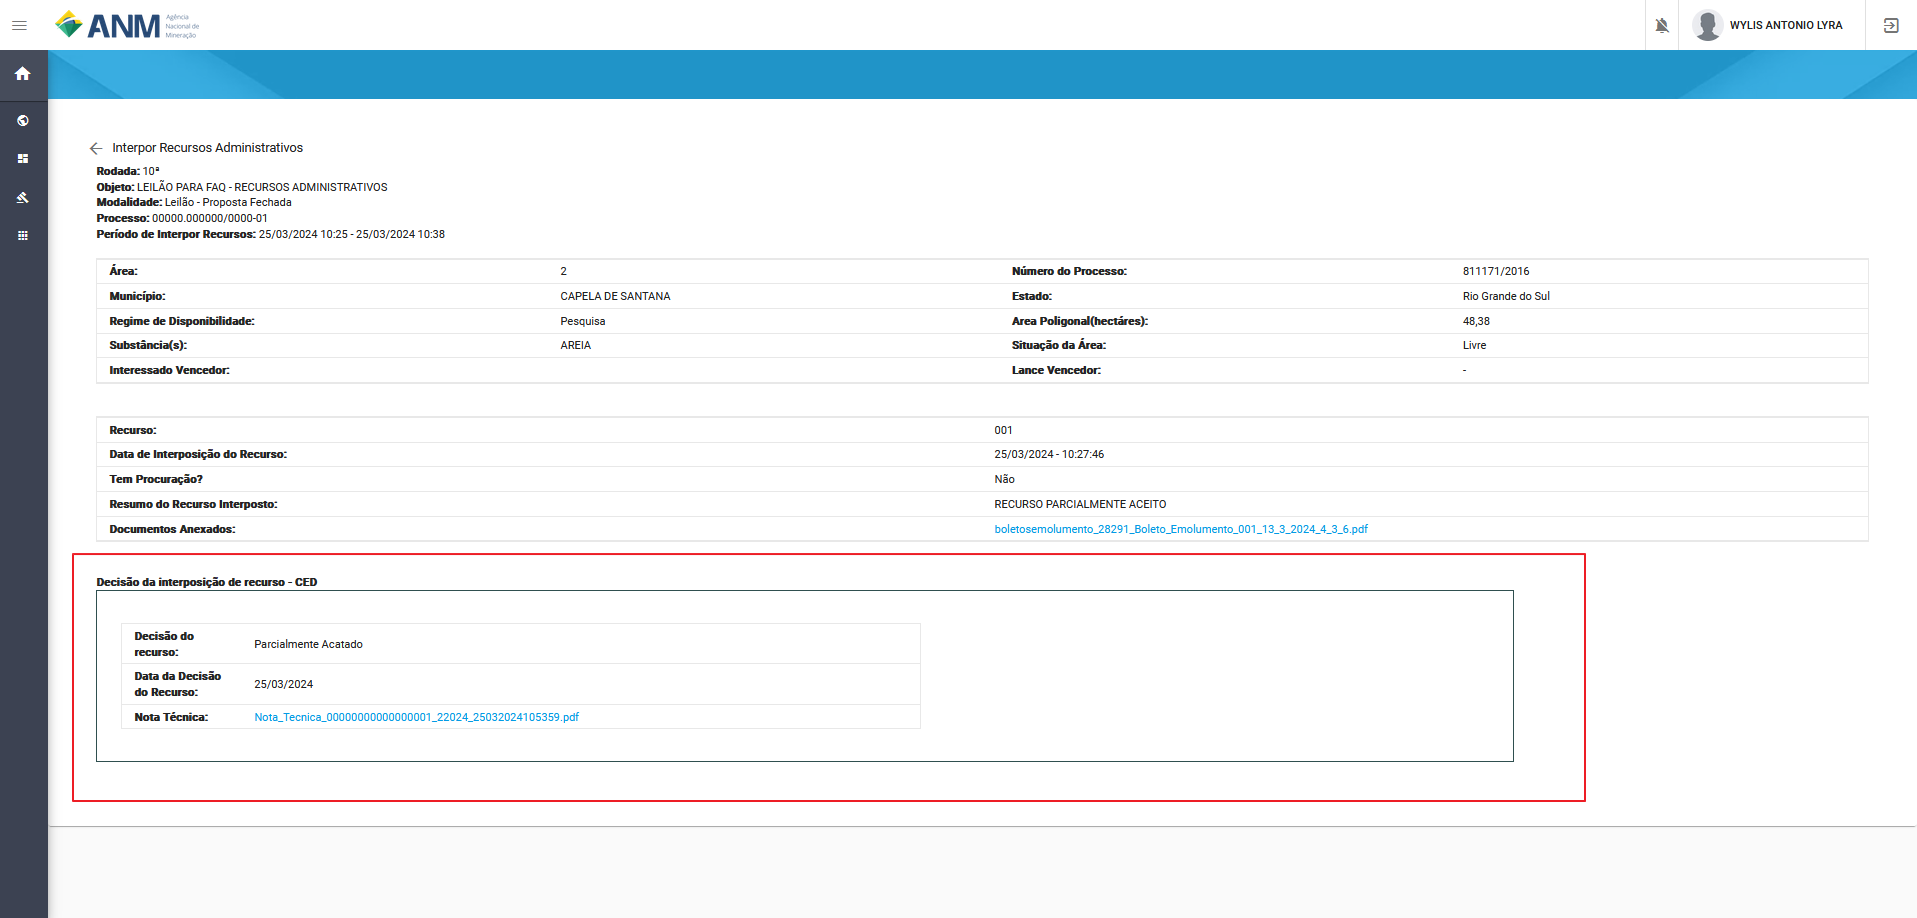 ANM Agência
Nacional de
Mineração
WYLIS ANTONIO LYRA
Interpor Recursos Administrativos
Rodada: 10ª
Objeto: LEILÃO PARA FAQ - RECURSOS ADMINISTRATIVOS
Modalidade: Leilão - Proposta Fechada
Processo: 00000.000000/0000-01
Período de Interpor Recursos: 25/03/2024 10:25 - 25/03/2024 10:38
Área: 2 Número do Processo: 811171/2016
Município: CAPELA DE SANTANA Estado: Rio Grande do Sul
Regime de Disponibilidade: Pesquisa Area Poligonal(hectáres): 48,38
Substância(s): AREIA Situação da Área: Livre
Interessado Vencedor: Lance Vencedor: -
Recurso: 001
Data de Interposição do Recurso: 25/03/2024 - 10:27:46
Tem Procuração? Não
Resumo do Recurso Interposto: RECURSO PARCIALMENTE ACEITO
Documentos Anexados: boletosemolumento_28291_Boleto_Emolumento_001_13_3_2024_4_3_6.pdf
Decisão da interposição de recurso - CED
Decisão do
recurso: Parcialmente Acatado
Data da Decisão
do Recurso: 25/03/2024
Nota Técnica: Nota_Tecnica_00000000000000001_22024_25032024105359.pdf